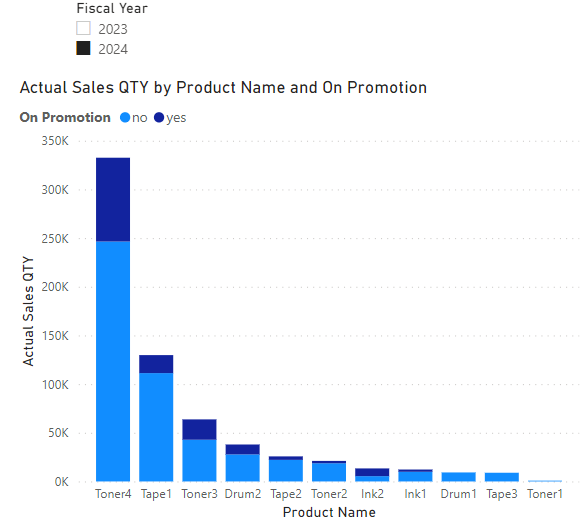 Fiscal Year
2023
2024
Actual Sales QTY by Product Name and On Promotion
On Promotion no yes
350K
300K
250K
200K
150K
100K
50K
0K
Actual Sales QTY
Toner4 Tape1 Toner3 Drum2 Tape2 Toner2 Ink2 Ink1 Drum1 Tape3 Toner1
Product Name